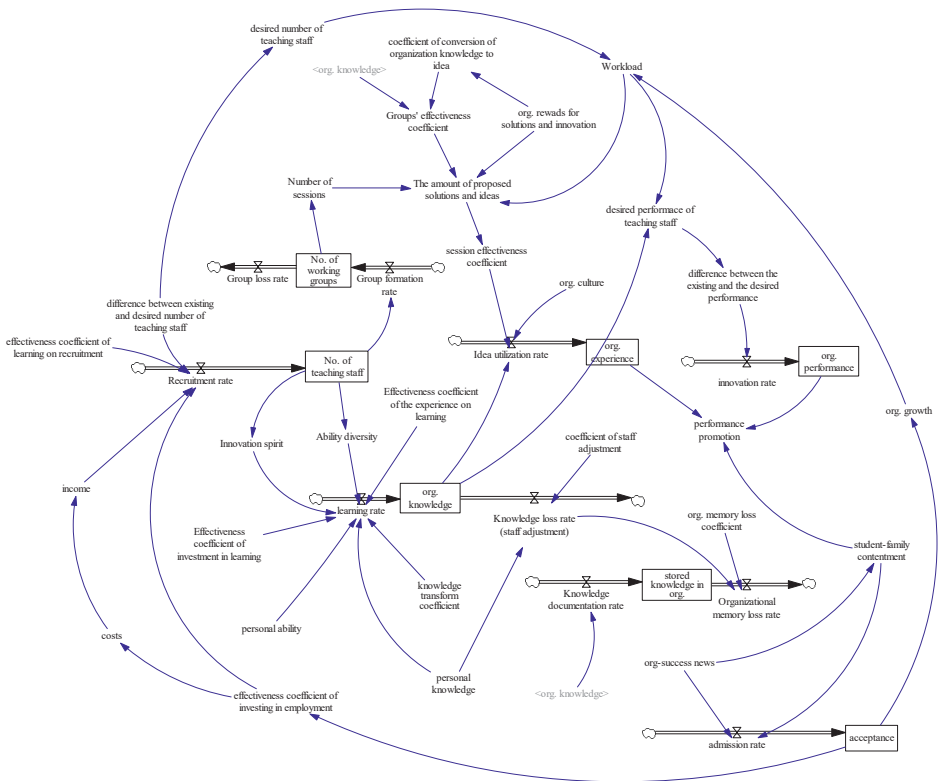 desired number of
teaching staff
coefficient of conversion of
organization knowledge to
idea
<org. knowledge>
Workload
Groups' effectiveness
coefficient
org. rewads for
solutions and innovation
Number of
sessions
The amount of proposed
solutions and ideas
desired performace of
teaching staff
session effectiveness
coefficient
No. of
working
groups
Group loss rate
Group formation
rate
difference between the
existing and the desired
performance
org. culture
difference between existing
and desired number of
teaching staff
effectiveness coefficient of
learning on recruitment
Recruitment rate
No. of
teaching staff
Idea utilization rate
org.
experience
innovation rate
org.
performance
Effectiveness coefficient
of the experience on
learning
org. growth
performance
promotion
Innovation spirit
Ability diversity
coefficient of staff
adjustment
income
org.
knowledge
learning rate
Knowledge loss rate
(staff adjustment)
org. memory loss
coefficient
Effectiveness
coefficient of
investment in learning
student-family
contentment
knowledge
transform
coefficient
Knowledge
documentation rate
stored
knowledge in
org.
Organizational
memory loss rate
personal ability
costs
personal
knowledge
org-success news
<org. knowledge>
effectiveness coefficient of
investing in employment
admission rate
acceptance